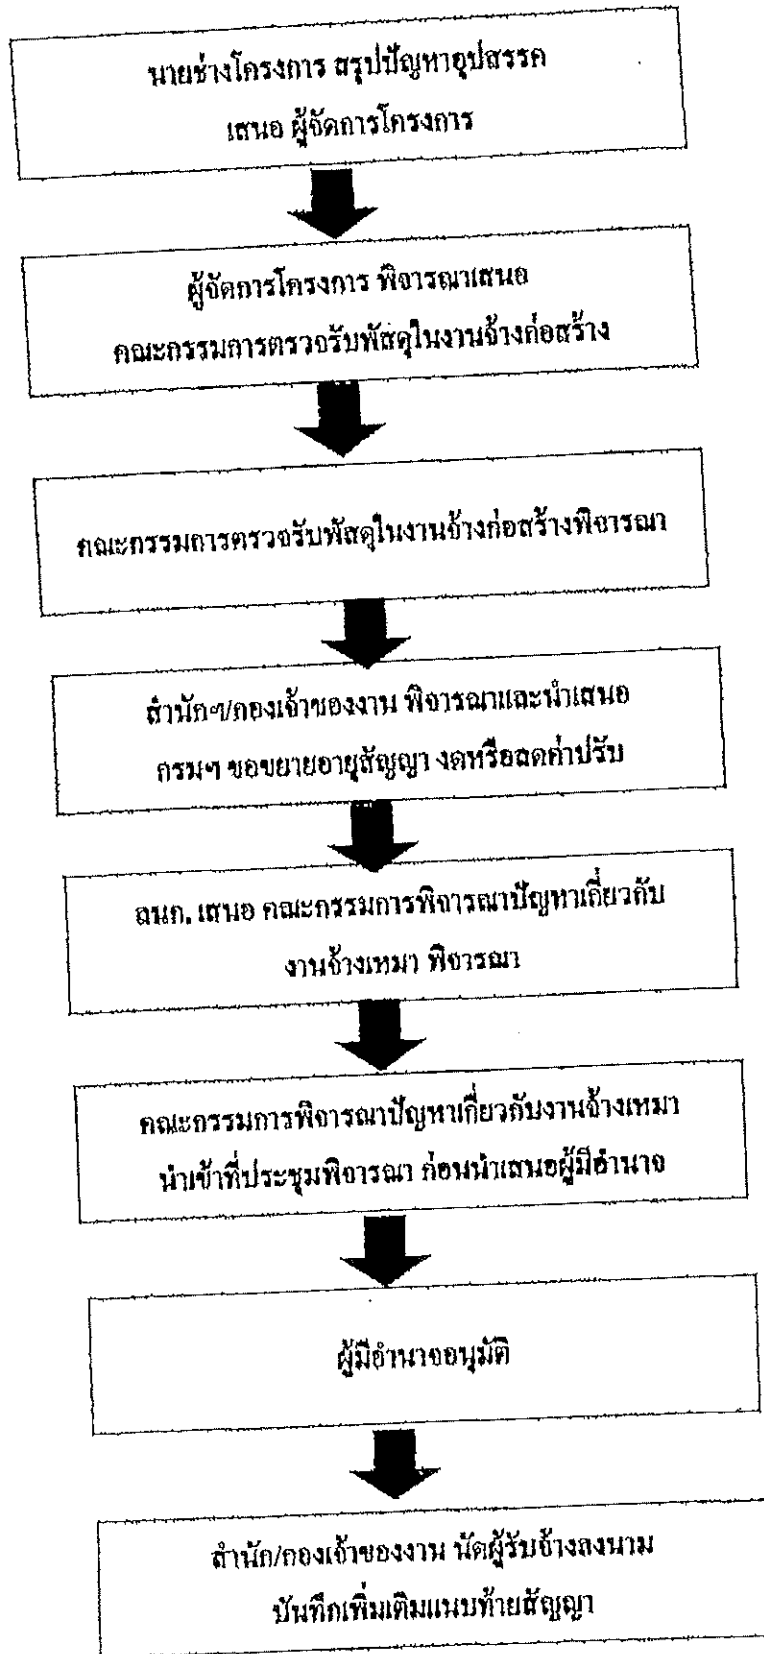 นายช่างโครงการ สรุปปัญหาอุปสรรค
เสนอ ผู้จัดการโครงการ
ผู้จัดการโครงการ พิจารณาเสนอ
คณะกรรมการตรวจรับพัสดุในงานจ้างก่อสร้าง
คณะกรรมการตรวจรับพัสดุในงานจ้างก่อสร้างพิจารณา
สำนักฯ/กองเจ้าของงาน พิจารณาและนำเสนอ
กรมฯ ขอขยายอายุสัญญา งดหรือลดค่าปรับ
ลนก. เสนอ คณะกรรมการพิจารณาปัญหาเกี่ยวกับ
งานจ้างเหมา พิจารณา
คณะกรรมการพิจารณาปัญหาเกี่ยวกับงานจ้างเหมา
นำเข้าที่ประชุมพิจารณา ก่อนนำเสนอผู้มีอำนาจ
ผู้มีอำนาจอนุมัติ
สำนัก/กองเจ้าของงาน นัดผู้รับจ้างลงนาม
บันทึกเพิ่มเติมแนบท้ายสัญญา